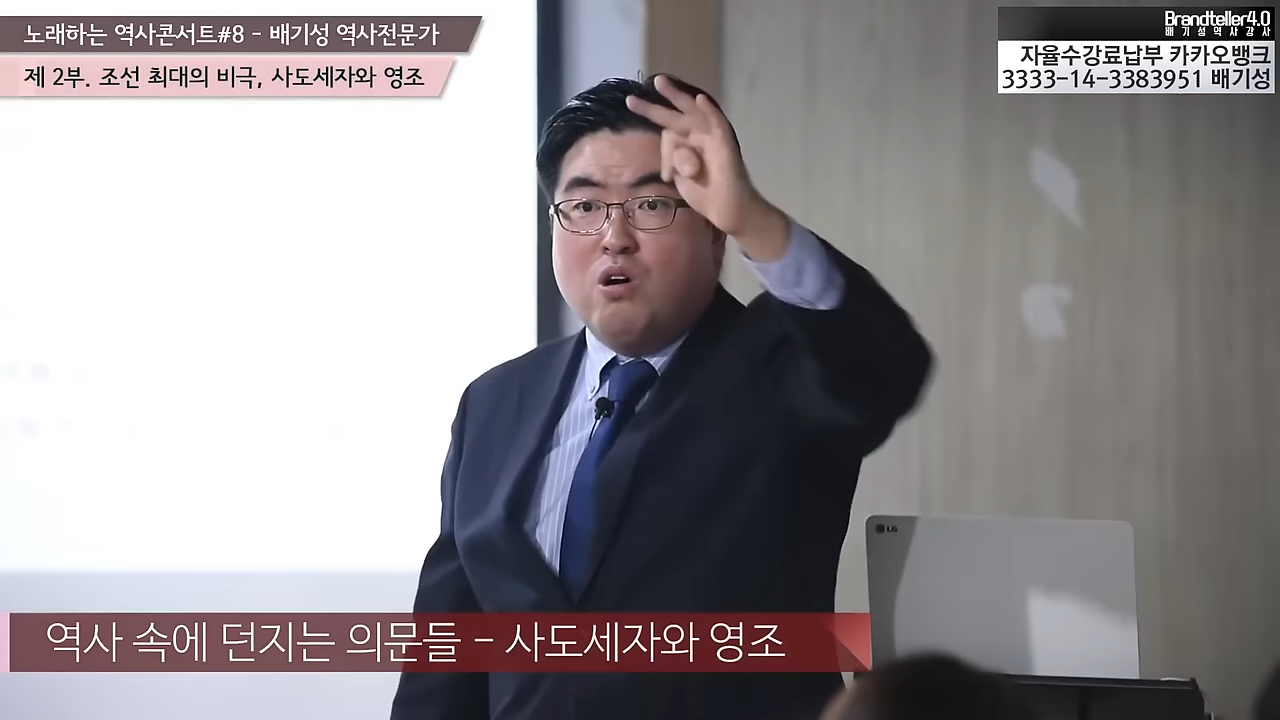 노래하는 역사콘서트#8 - 배기성 역사전문가
제 2부. 조선 최대의 비극, 사도세자와 영조
Brandteller4.0
배기성역사강사
자율수강료납부 카카오뱅크
3333-14-3383951 배기성
LG
역사 속에 던지는 의문들 - 사도세자와 영조